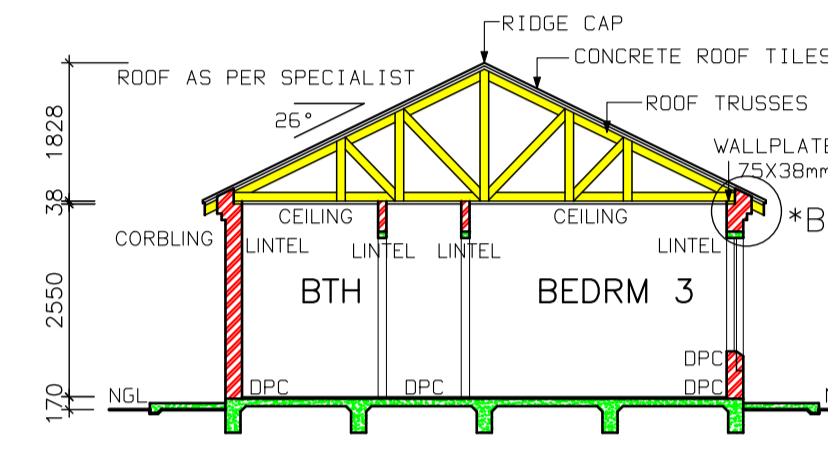 RIDGE CAP
CONCRETE ROOF TILES
ROOF AS PER SPECIALIST
ROOF TRUSSES
26°
1828
WALLPLATE
75X38mm
38
CEILING
CEILING
*B
CORBLING
LINTEL
LINTEL
LINTEL
LINTEL
2550
BTH
BEDRM 3
DPC
DPC
DPC
DPC
NGL
170